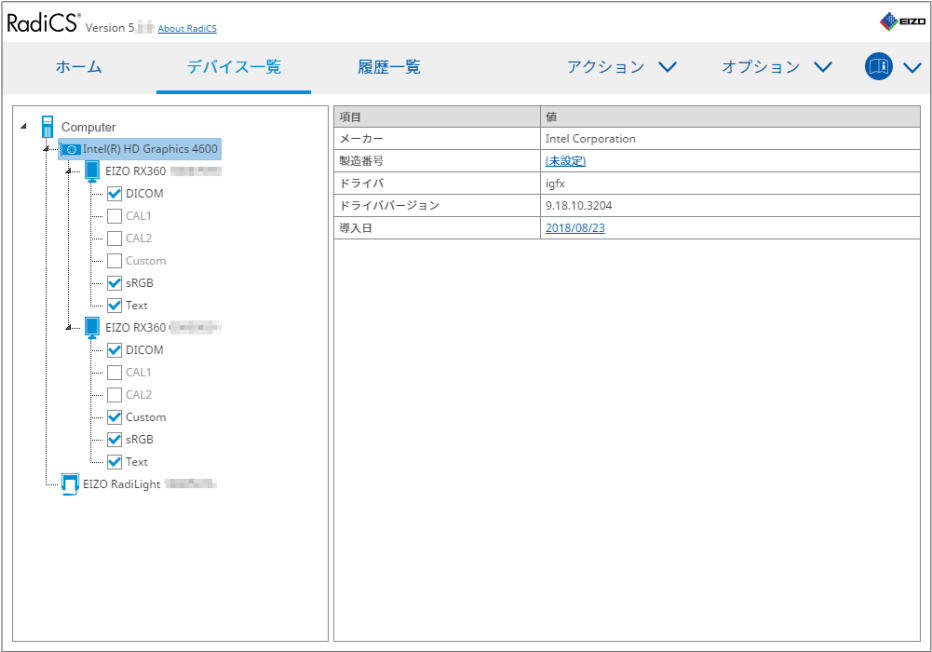 RadiCS® Version 5. About RadiCS EIZO
ホーム デバイス一覧 履歴一覧 アクション オプション
Computer
Intel(R) HD Graphics 4600
EIZO RX360
DICOM
CAL1
CAL2
Custom
sRGB
Text
EIZO RX360
DICOM
CAL1
CAL2
Custom
sRGB
Text
EIZO RadiLight
項目 値
メーカー Intel Corporation
製造番号 (未設定)
ドライバ igfx
ドライババージョン 9.18.10.3204
導入日 2018/08/23